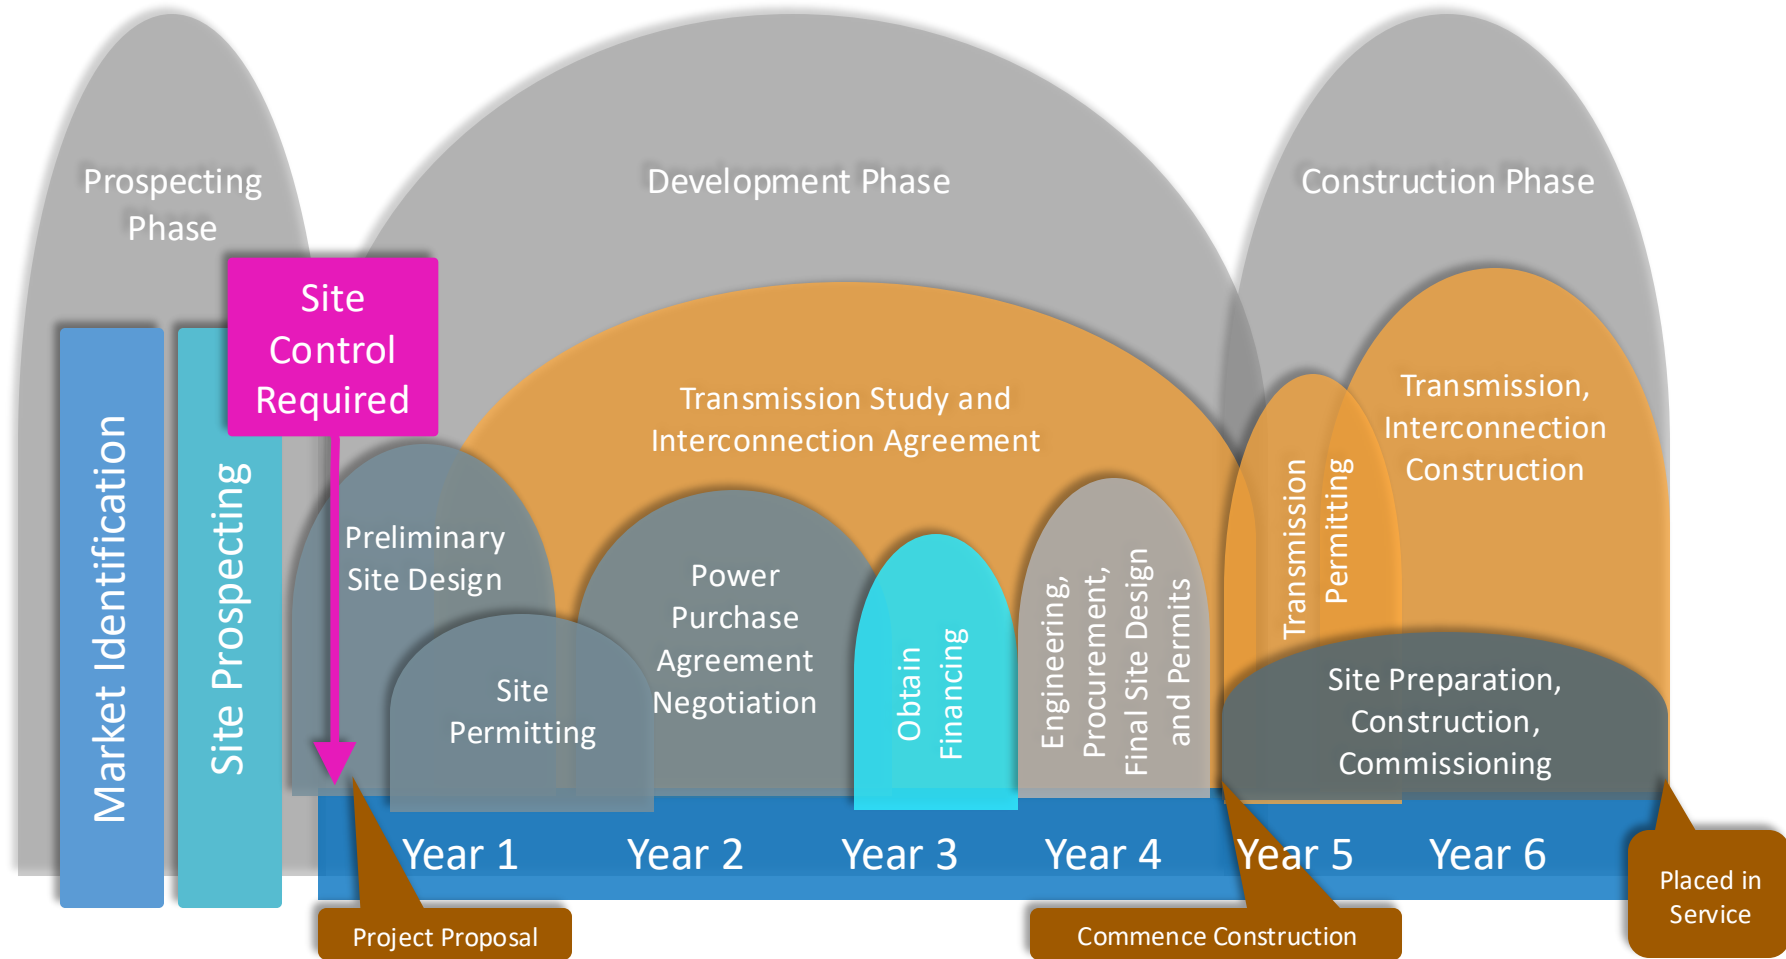 Prospecting
Phase
Development Phase
Construction Phase
Site
Control
Required
Market Identification
Site Prospecting
Preliminary
Site Design
Site
Permitting
Transmission Study and
Interconnection Agreement
Power
Purchase
Agreement
Negotiation
Obtain
Financing
Engineering,
Procurement,
Final Site Design
and Permits
Transmission
Permitting
Transmission,
Interconnection
Construction
Site Preparation,
Construction,
Commissioning
Year 1
Year 2
Year 3
Year 4
Year 5
Year 6
Project Proposal
Commence Construction
Placed in
Service